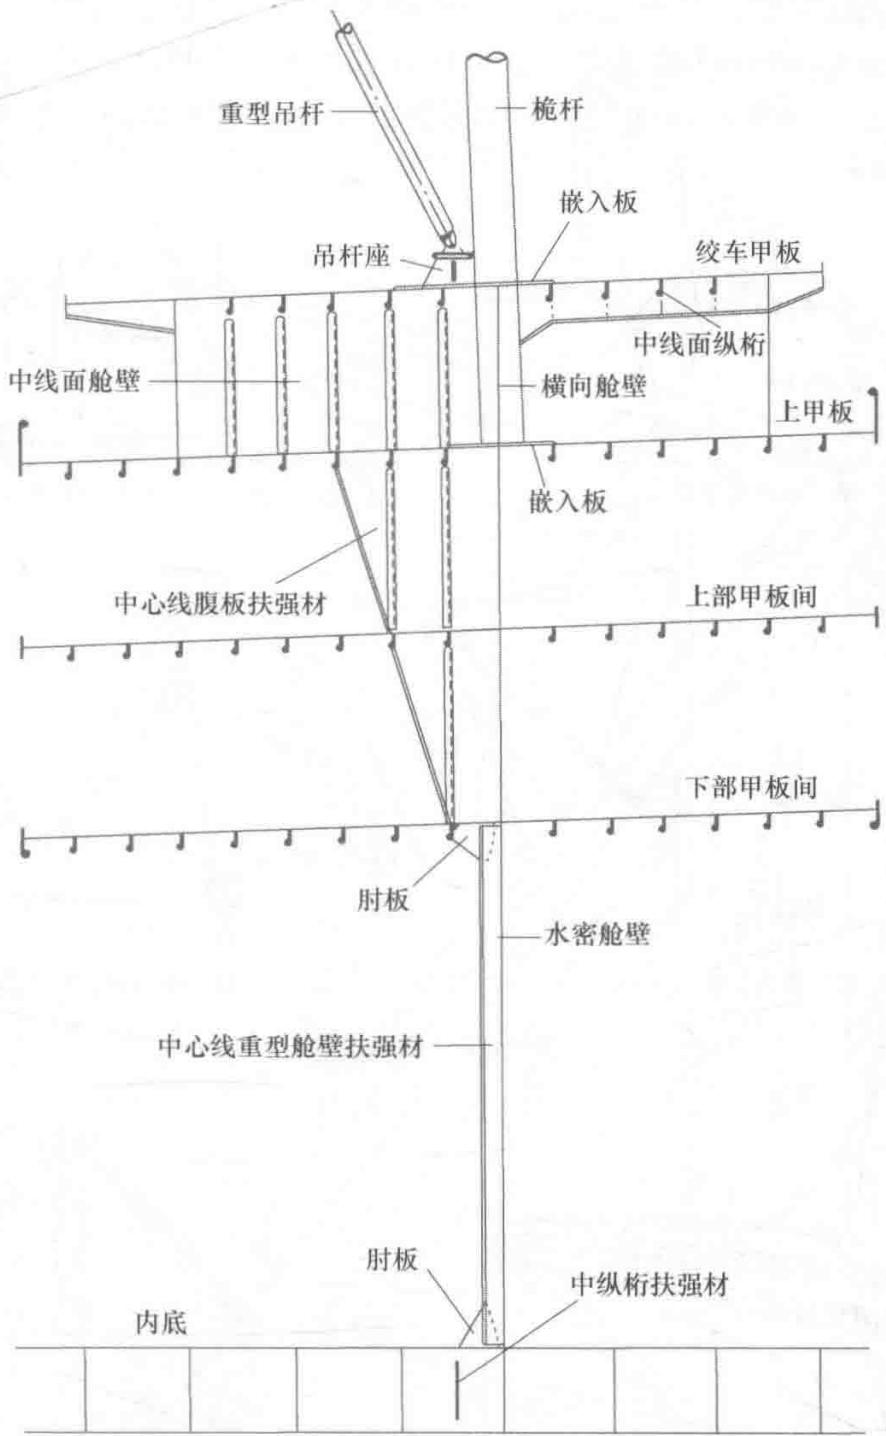 重型吊杆
桅杆
嵌入板
吊杆座
绞车甲板
中线面纵桁
中线面舱壁
横向舱壁
上甲板
嵌入板
中心线腹板扶强材
上部甲板间
下部甲板间
肘板
水密舱壁
中心线重型舱壁扶强材
肘板
中纵桁扶强材
内底